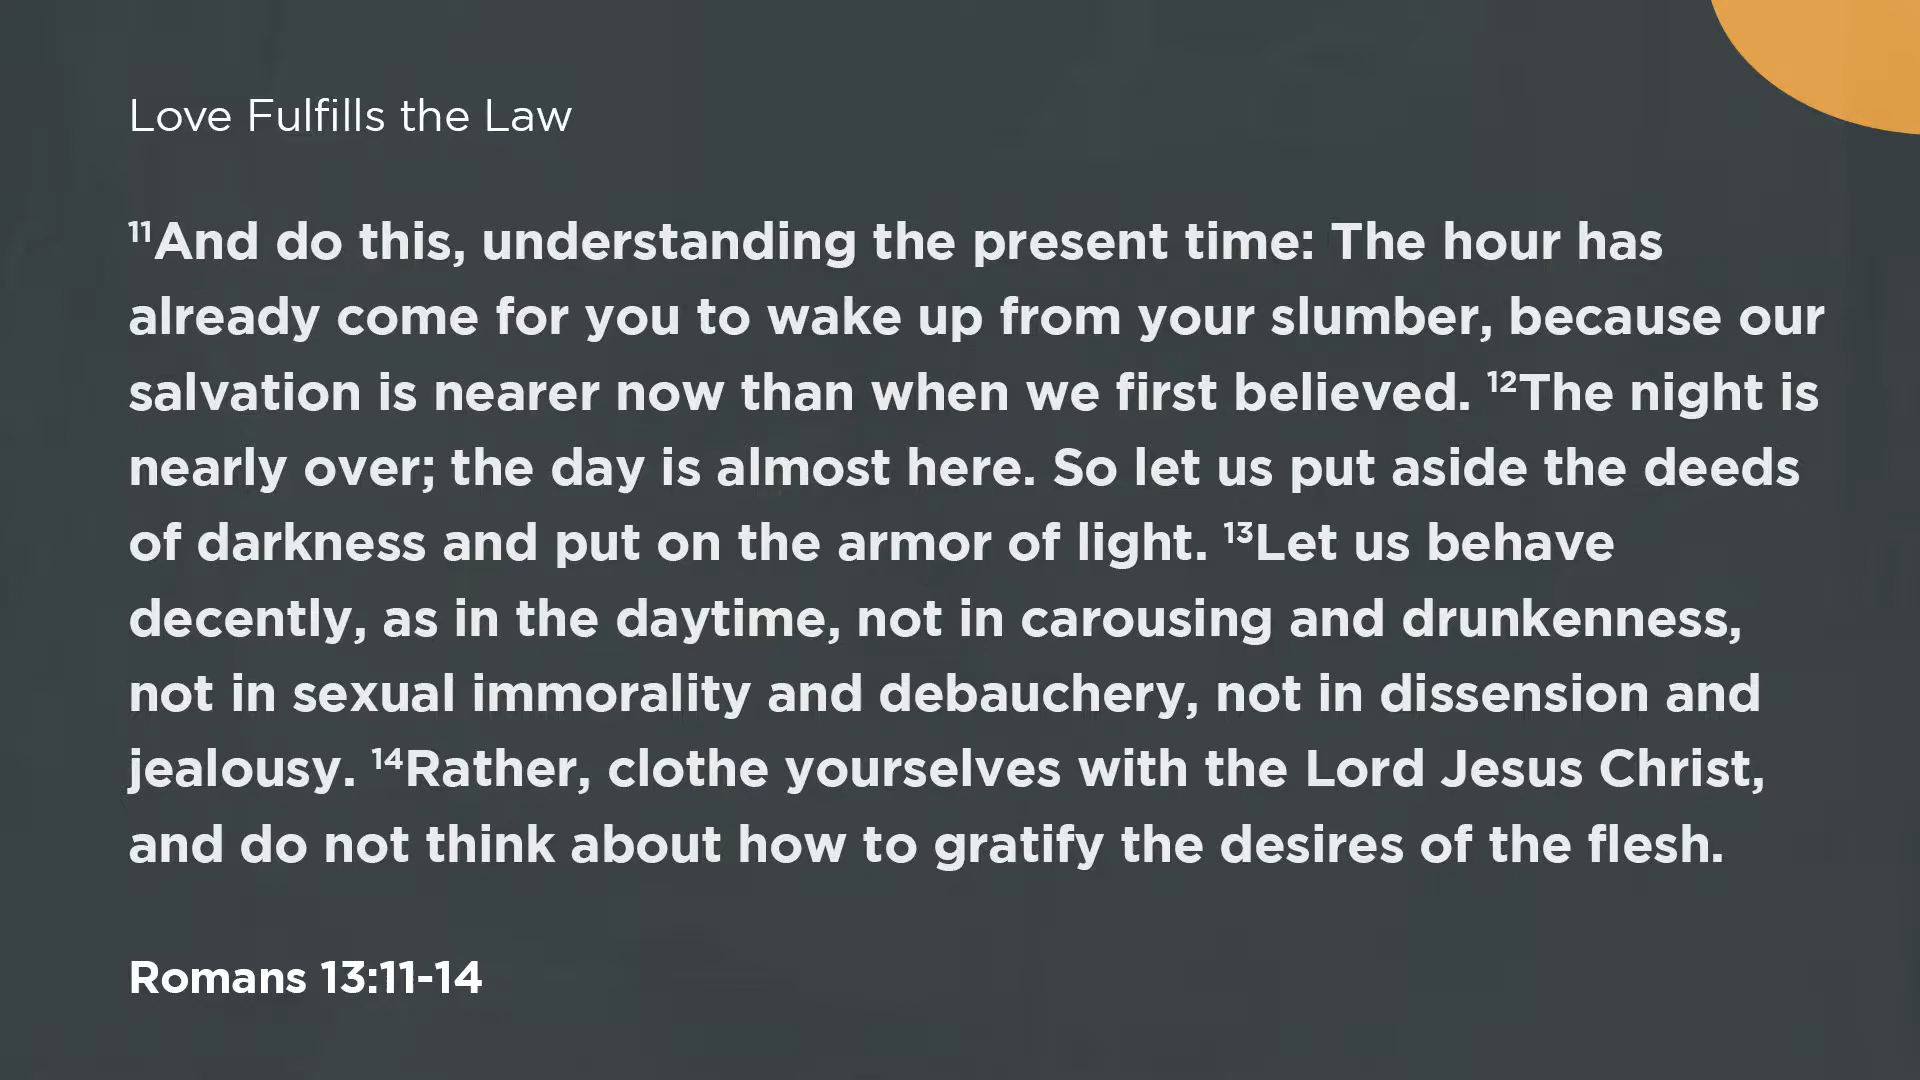 Love Fulfills the Law
¹¹And do this, understanding the present time: The hour has
already come for you to wake up from your slumber, because our
salvation is nearer now than when we first believed. ¹²The night is
nearly over; the day is almost here. So let us put aside the deeds
of darkness and put on the armor of light. ¹³Let us behave
decently, as in the daytime, not in carousing and drunkenness,
not in sexual immorality and debauchery, not in dissension and
jealousy. ¹⁴Rather, clothe yourselves with the Lord Jesus Christ,
and do not think about how to gratify the desires of the flesh.
Romans 13:11-14